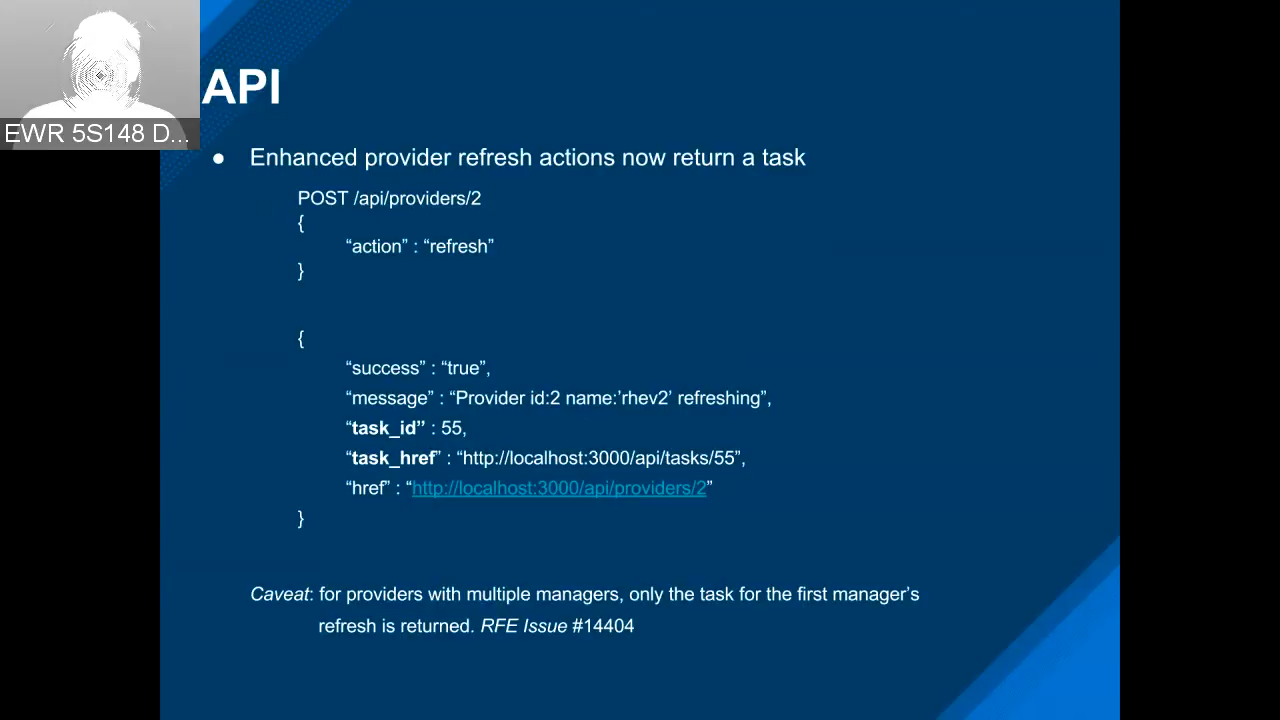 API
EWR 5S148 D...
● Enhanced provider refresh actions now return a task
POST /api/providers/2
{
“action” : “refresh”
}
{
“success” : “true”,
“message” : “Provider id:2 name:’rhev2’ refreshing”,
“task_id” : 55,
“task_href” : “http://localhost:3000/api/tasks/55”,
“href” : “http://localhost:3000/api/providers/2”
}
Caveat: for providers with multiple managers, only the task for the first manager’s
refresh is returned. RFE Issue #14404